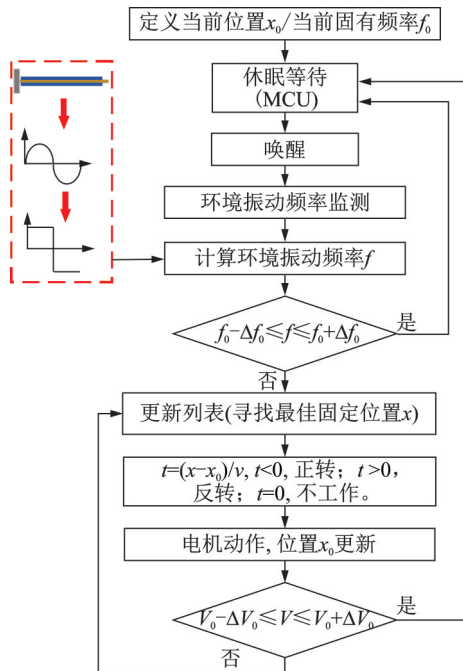 定义当前位置x₀/当前固有频率f₀
休眠等待
(MCU)
唤醒
环境振动频率监测
计算环境振动频率f
f₀−Δf₀≤f≤f₀+Δf₀
是
否
更新列表(寻找最佳固定位置x)
t=(x−x₀)/v, t<0, 正转；t>0,
反转；t=0, 不工作。
电机动作, 位置x₀更新
V₀−ΔV₀≤V≤V₀+ΔV₀
是
否